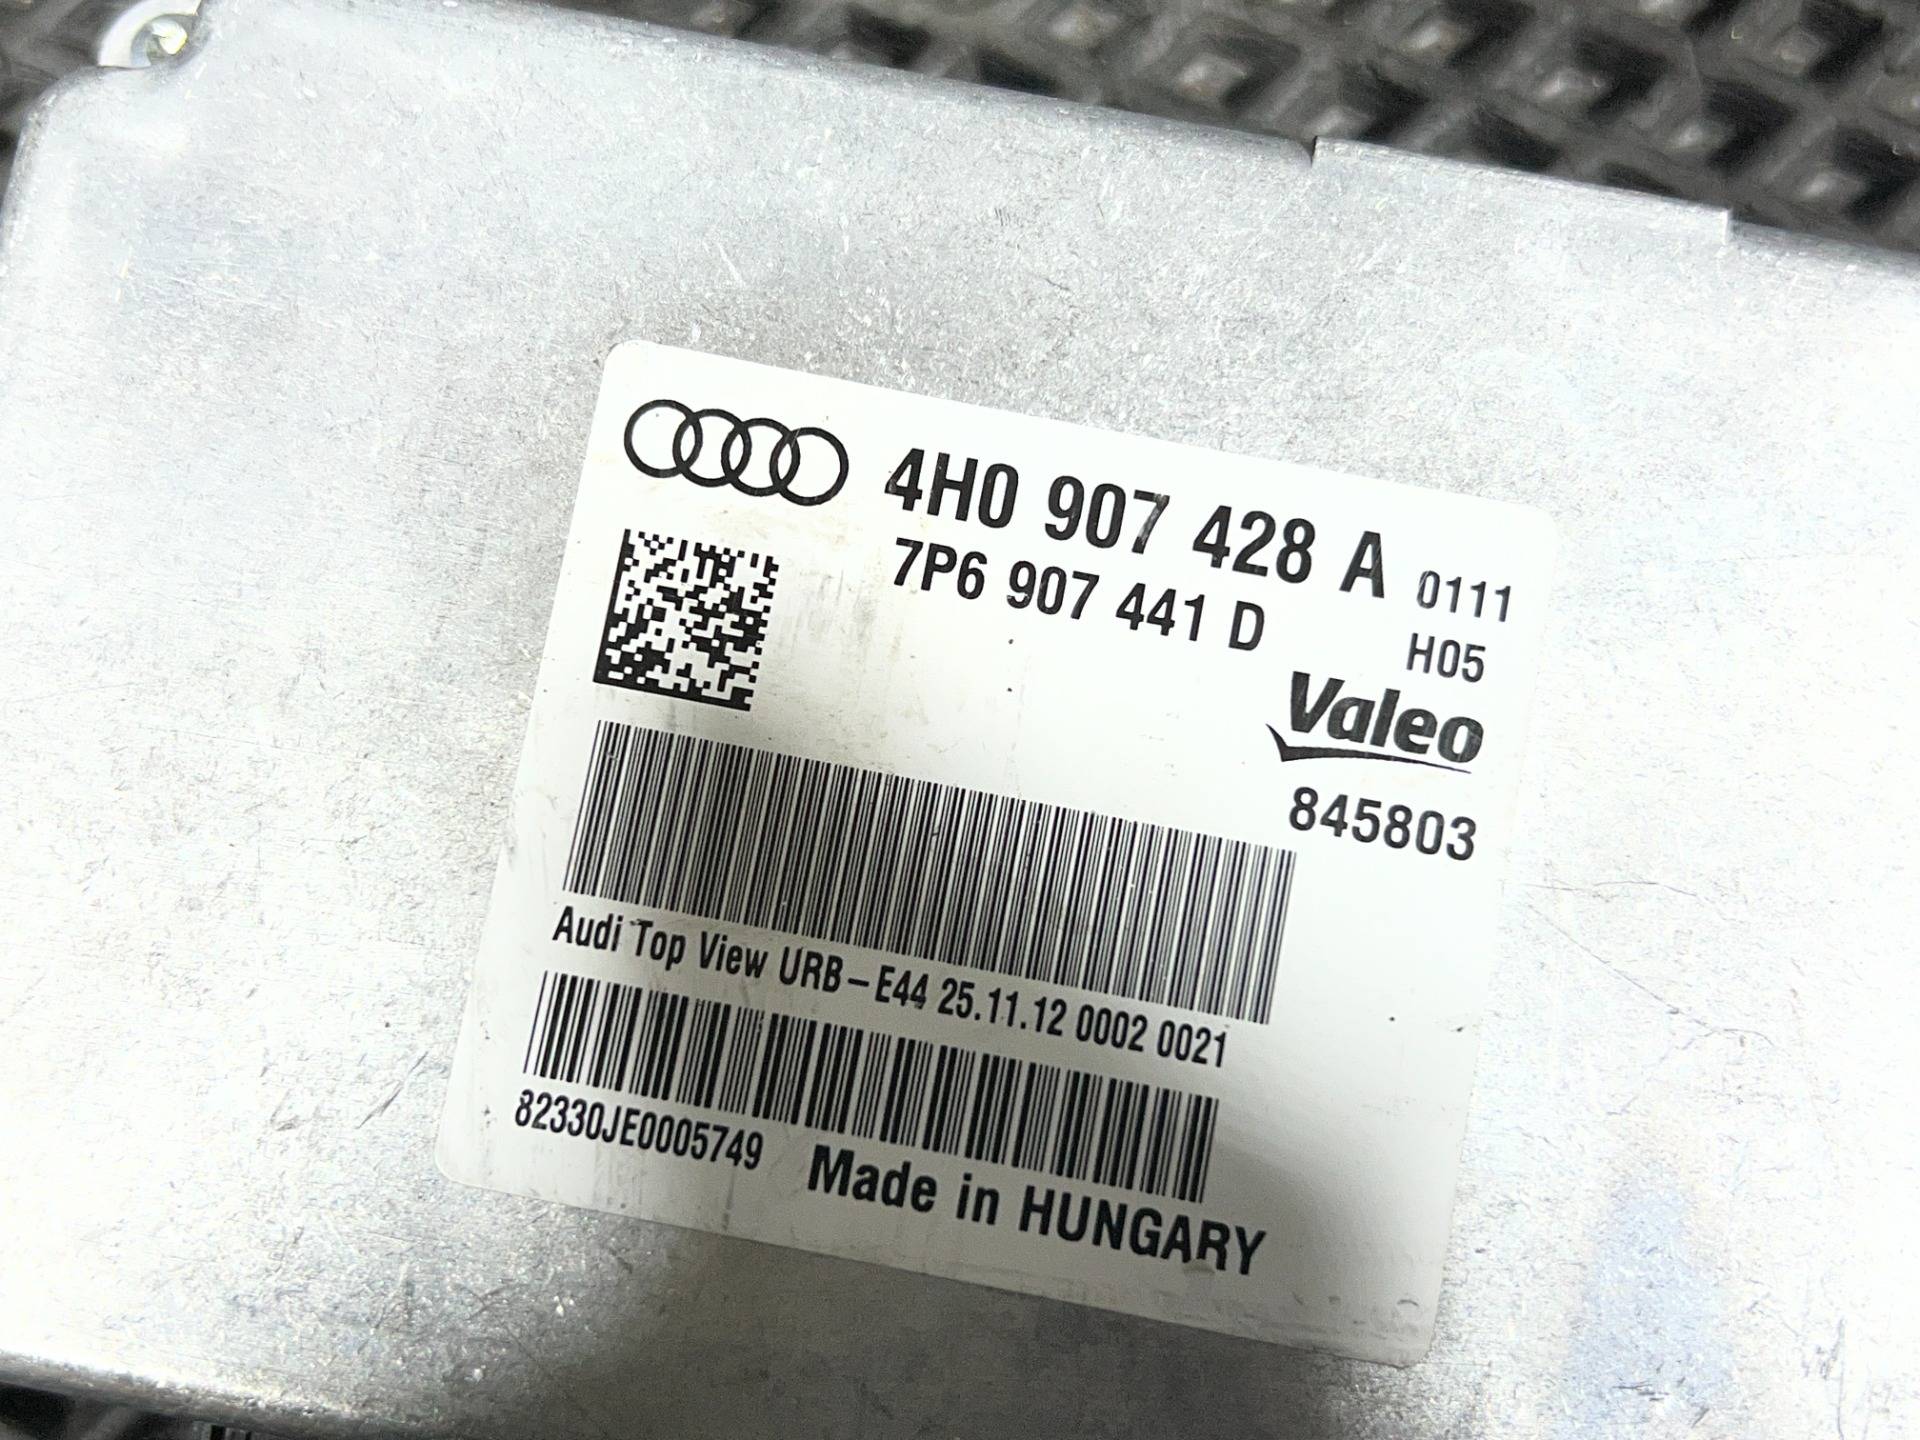 4H0 907 428 A 0111
7P6 907 441 D H05
Valeo
845803
Audi Top View URB-E44 25.11.12 0002 0021
82330JE0005749
Made in HUNGARY